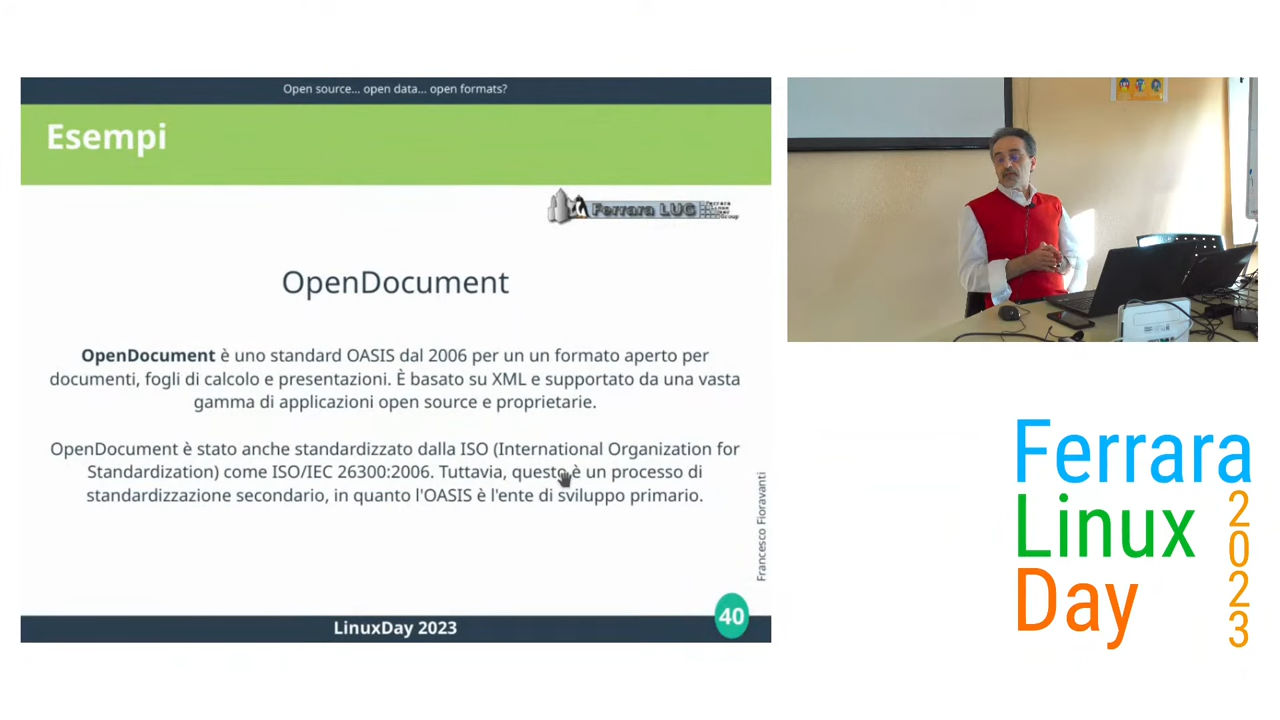 Open source... open data... open formats?
Esempi
Ferrara LUG
Ferrara
Linux
User
Group
OpenDocument
OpenDocument è uno standard OASIS dal 2006 per un un formato aperto per
documenti, fogli di calcolo e presentazioni. È basato su XML e supportato da una vasta
gamma di applicazioni open source e proprietarie.
OpenDocument è stato anche standardizzato dalla ISO (International Organization for
Standardization) come ISO/IEC 26300:2006. Tuttavia, questo è un processo di
standardizzazione secondario, in quanto l'OASIS è l'ente di sviluppo primario.
Francesco Fioravanti
40
LinuxDay 2023
Ferrara
Linux
Day
2023